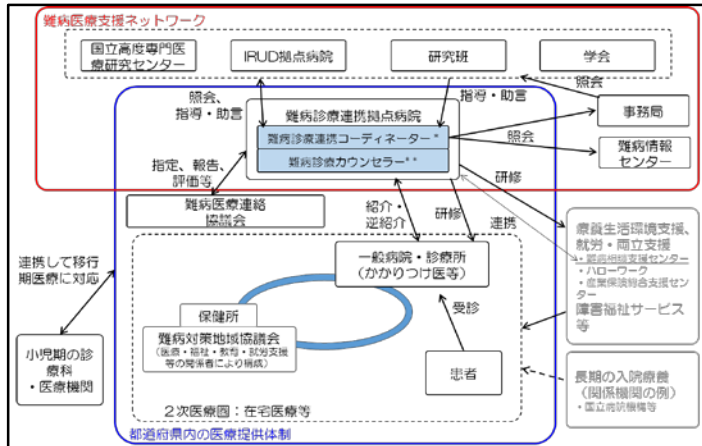 難病医療支援ネットワーク
国立高度専門医
療研究センター
IRUD拠点病院
研究班
学会
照会、
指導・助言
指導・助言
照会
難病診療連携拠点病院
難病診療連携コーディネーター*
難病診療カウンセラー**
事務局
照会
難病情報
センター
指定、報告、
評価等
研修
難病医療連絡
協議会
紹介・
逆紹介
研修
連携
療養生活環境支援、
就労・両立支援
・難病相談支援センター
・ハローワーク
・産業保険総合支援セン
ター
障害福祉サービス
等
連携して移行
期医療に対応
一般病院・診療所
(かかりつけ医等)
保健所
難病対策地域協議会
(医療・福祉・教育・就労支援
等の関係者により構成)
受診
小児期の診
療科
・医療機関
患者
長期の入院療養
(関係機関の例)
・国立病院機構等
2次医療圏:在宅医療等
都道府県内の医療提供体制